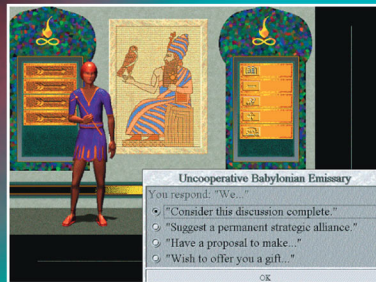 Uncooperative Babylonian Emissary
You respond: "We..."
"Consider this discussion complete."
"Suggest a permanent strategic alliance."
"Have a proposal to make..."
"Wish to offer you a gift..."
OK